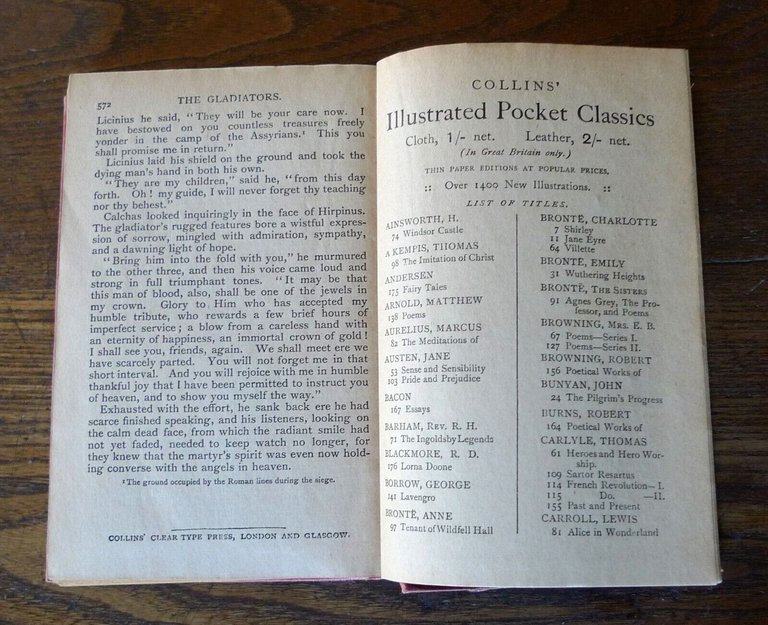 572 THE GLADIATORS.
Licinius he said, "They will be your care now. I
have bestowed on you countless treasures freely
yonder in the camp of the Assyrians.¹ This you
shall promise me in return."
Licinius laid his shield on the ground and took the
dying man's hand in both his own.
"They are my children," said he, "from this day
forth. Oh! my guide, I will never forget thy teaching
nor thy behest."
Calchas looked inquiringly in the face of Hirpinus.
The gladiator's rugged features bore a wistful expres-
sion of sorrow, mingled with admiration, sympathy,
and a dawning light of hope.
"Bring him into the fold with you," he murmured
to the other three, and then his voice came loud and
strong in full triumphant tones. "It may be that
this man of blood, also, shall be one of the jewels in
my crown. Glory to Him who has accepted my
humble tribute, who rewards a few brief hours of
imperfect service; a blow from a careless hand with
an eternity of happiness, an immortal crown of gold!
I shall see you, friends, again. We shall meet ere we
have scarcely parted. You will not forget me in that
short interval. And you will rejoice with me in humble
thankful joy that I have been permitted to instruct you
of heaven, and to show you myself the way."
Exhausted with the effort, he sank back ere he had
scarce finished speaking, and his listeners, looking on
the calm dead face, from which the radiant smile had
not yet faded, needed to keep watch no longer, for
they knew that the martyr's spirit was even now hold-
ing converse with the angels in heaven.
¹ The ground occupied by the Roman lines during the siege.
COLLINS' CLEAR TYPE PRESS, LONDON AND GLASGOW.
COLLINS'
Illustrated Pocket Classics
Cloth, 1/- net. Leather, 2/- net.
(In Great Britain only.)
THIN PAPER EDITIONS AT POPULAR PRICES.
:: Over 1400 New Illustrations. ::
LIST OF TITLES.
AINSWORTH, H.
74 Windsor Castle
A KEMPIS, THOMAS
98 The Imitation of Christ
ANDERSEN
175 Fairy Tales
ARNOLD, MATTHEW
138 Poems
AURELIUS, MARCUS
82 The Meditations of
AUSTEN, JANE
53 Sense and Sensibility
103 Pride and Prejudice
BACON
167 Essays
BARHAM, REV. R. H.
71 The Ingoldsby Legends
BLACKMORE, R. D.
176 Lorna Doone
BORROW, GEORGE
141 Lavengro
BRONTË, ANNE
97 Tenant of Wildfell Hall
BRONTË, CHARLOTTE
7 Shirley
11 Jane Eyre
64 Villette
BRONTË, EMILY
31 Wuthering Heights
BRONTË, THE SISTERS
91 Agnes Grey, The Pro-
fessor, and Poems
BROWNING, MRS. E. B.
67 Poems—Series I.
127 Poems—Series II.
BROWNING, ROBERT
156 Poetical Works of
BUNYAN, JOHN
24 The Pilgrim's Progress
BURNS, ROBERT
164 Poetical Works of
CARLYLE, THOMAS
61 Heroes and Hero Wor-
ship.
109 Sartor Resartus
114 French Revolution—I.
115 Do. —II.
155 Past and Present
CARROLL, LEWIS
81 Alice in Wonderland